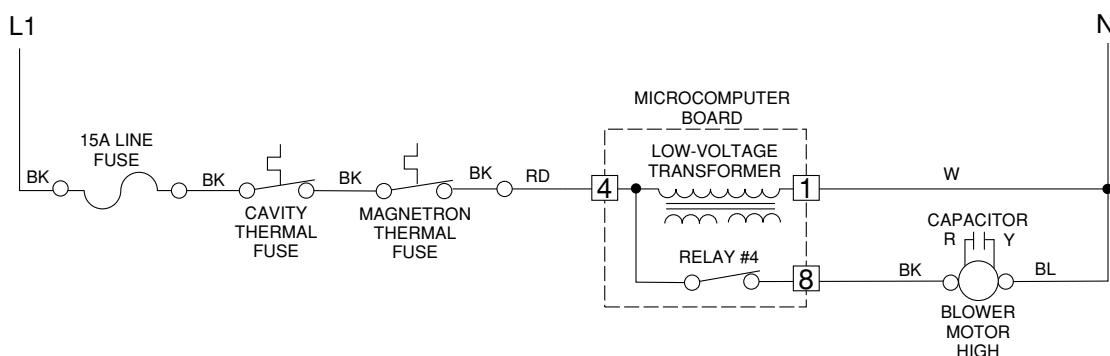 L1
N
MICROCOMPUTER
BOARD
15A LINE
FUSE
LOW-VOLTAGE
TRANSFORMER
BK
BK
BK
BK
RD
4
1
W
CAVITY
THERMAL
FUSE
MAGNETRON
THERMAL
FUSE
CAPACITOR
R
Y
RELAY #4
8
BK
BL
BLOWER
MOTOR
HIGH